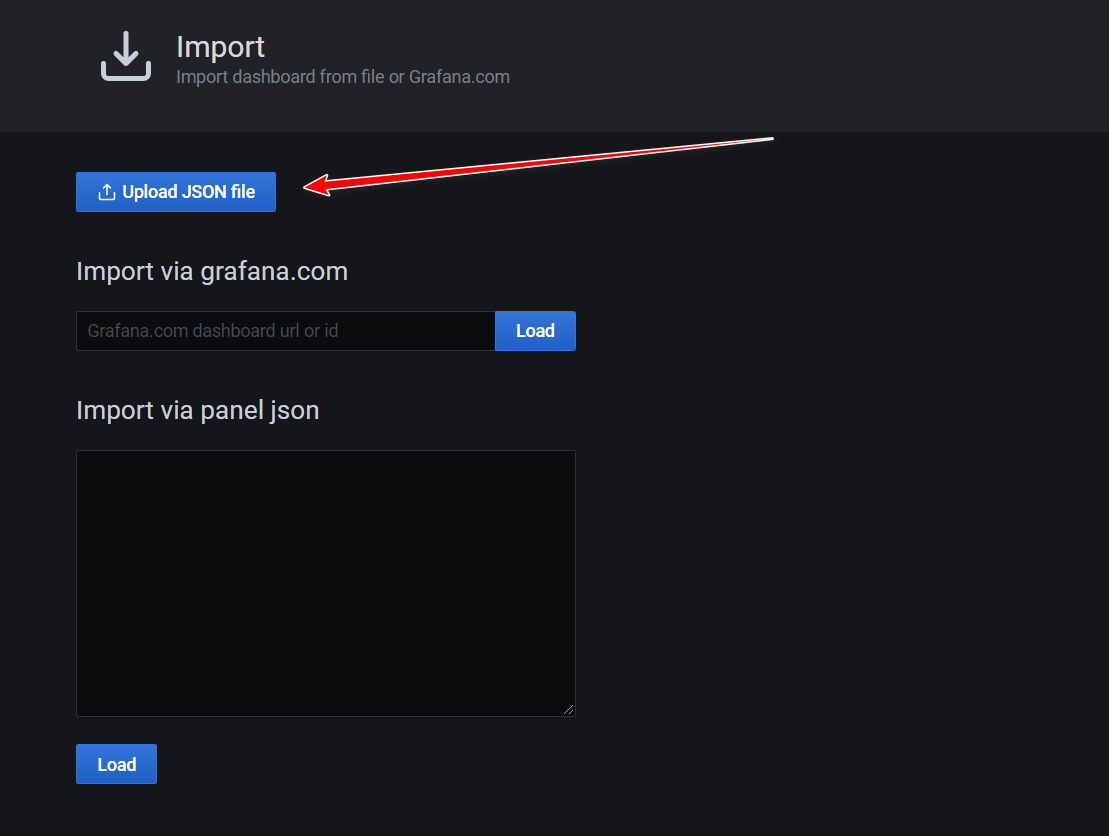 Import
Import dashboard from file or Grafana.com
Upload JSON file
Import via grafana.com
Grafana.com dashboard url or id
Load
Import via panel json
Load